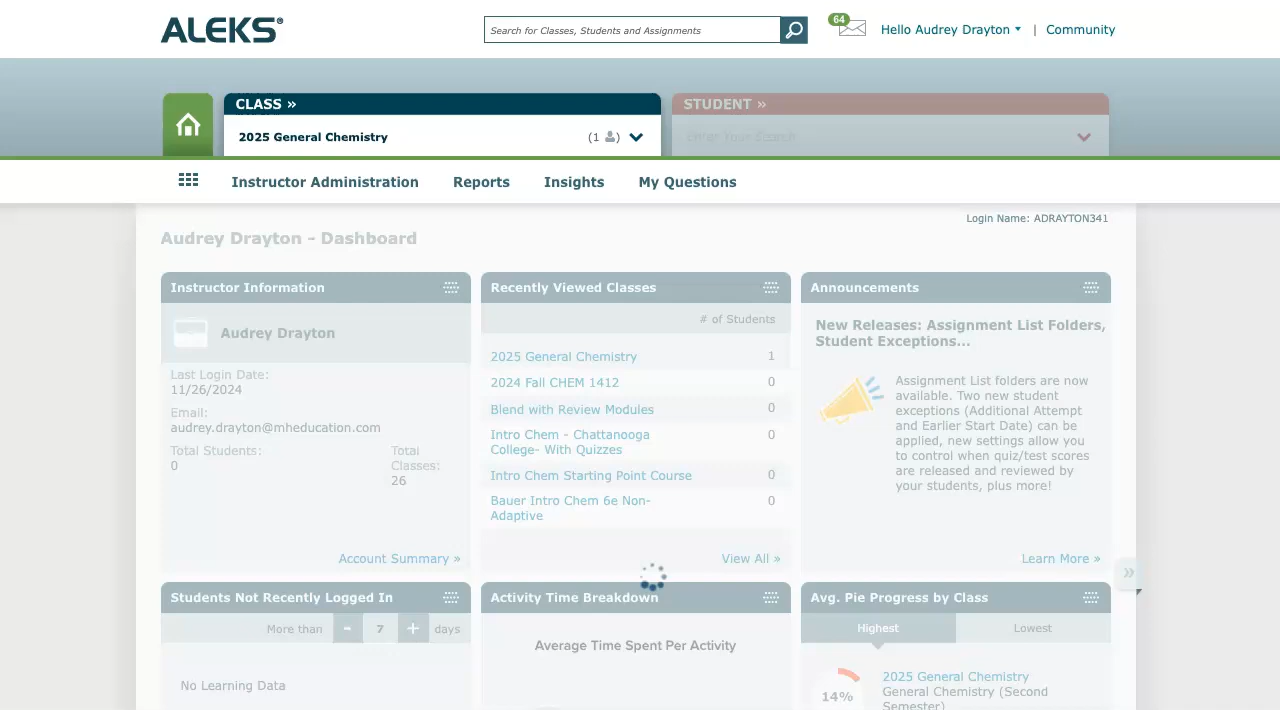 ALEKS®
Search for Classes, Students and Assignments
64
Hello Audrey Drayton
|
Community
CLASS »
STUDENT »
2025 General Chemistry
(1 )
Enter Your Search
Instructor Administration
Reports
Insights
My Questions
Login Name: ADRAYTON341
Audrey Drayton - Dashboard
Instructor Information
Audrey Drayton
Last Login Date:
11/26/2024
Email:
audrey.drayton@mheducation.com
Total Students:
0
Total
Classes:
26
Account Summary »
Recently Viewed Classes
# of Students
2025 General Chemistry 1
2024 Fall CHEM 1412 0
Blend with Review Modules 0
Intro Chem - Chattanooga 0
College- With Quizzes
Intro Chem Starting Point Course 0
Bauer Intro Chem 6e Non- 0
Adaptive
View All »
Announcements
New Releases: Assignment List Folders,
Student Exceptions...
Assignment List folders are now
available. Two new student
exceptions (Additional Attempt
and Earlier Start Date) can be
applied, new settings allow you
to control when quiz/test scores
are released and reviewed by
your students, plus more!
Learn More »
»
Students Not Recently Logged In
More than - 7 + days
No Learning Data
Activity Time Breakdown
Average Time Spent Per Activity
Avg. Pie Progress by Class
Highest
Lowest
14%
2025 General Chemistry
General Chemistry (Second
Semester)